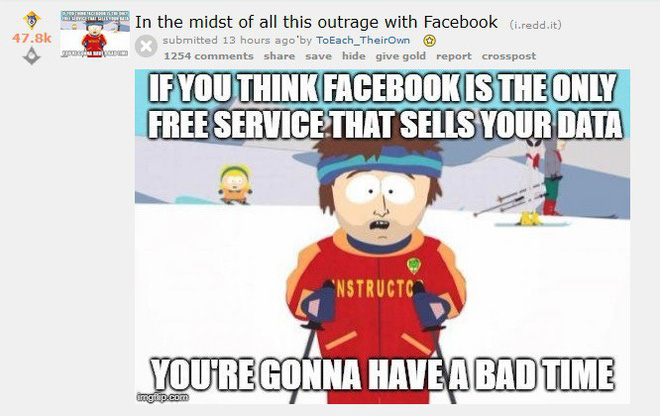 In the midst of all this outrage with Facebook (i.redd.it)
47.8k
submitted 13 hours ago by ToEach_TheirOwn
1254 comments share save hide give gold report crosspost
IF YOU THINK FACEBOOK IS THE ONLY
FREE SERVICE THAT SELLS YOUR DATA
INSTRUCTO
YOU'RE GONNA HAVE A BAD TIME
imgflip.com